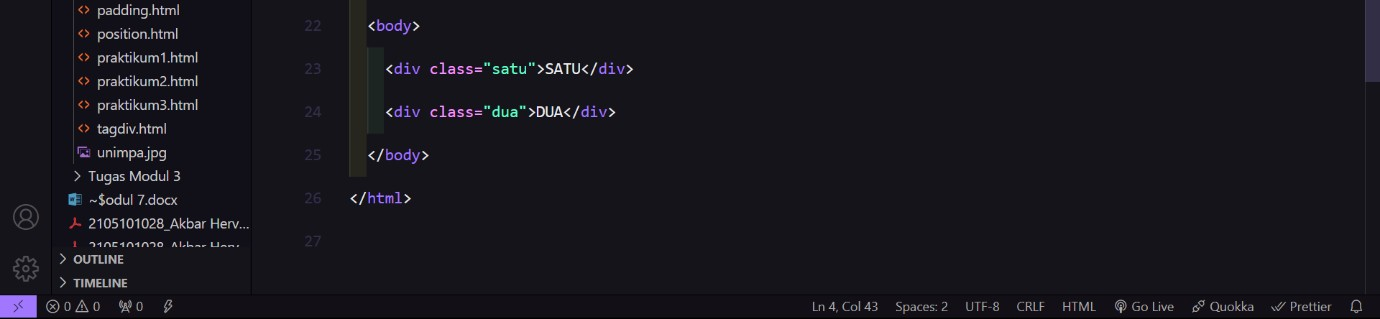 padding.html
position.html
praktikum1.html
praktikum2.html
praktikum3.html
tagdiv.html
unimpa.jpg
Tugas Modul 3
~$odul 7.docx
2105101028_Akbar Herv...
2105101028_Akbar Herv...
OUTLINE
TIMELINE
22 <body>
23 <div class="satu">SATU</div>
24 <div class="dua">DUA</div>
25 </body>
26 </html>
27
0 0 0 Ln 4, Col 43 Spaces: 2 UTF-8 CRLF HTML Go Live Quokka Prettier